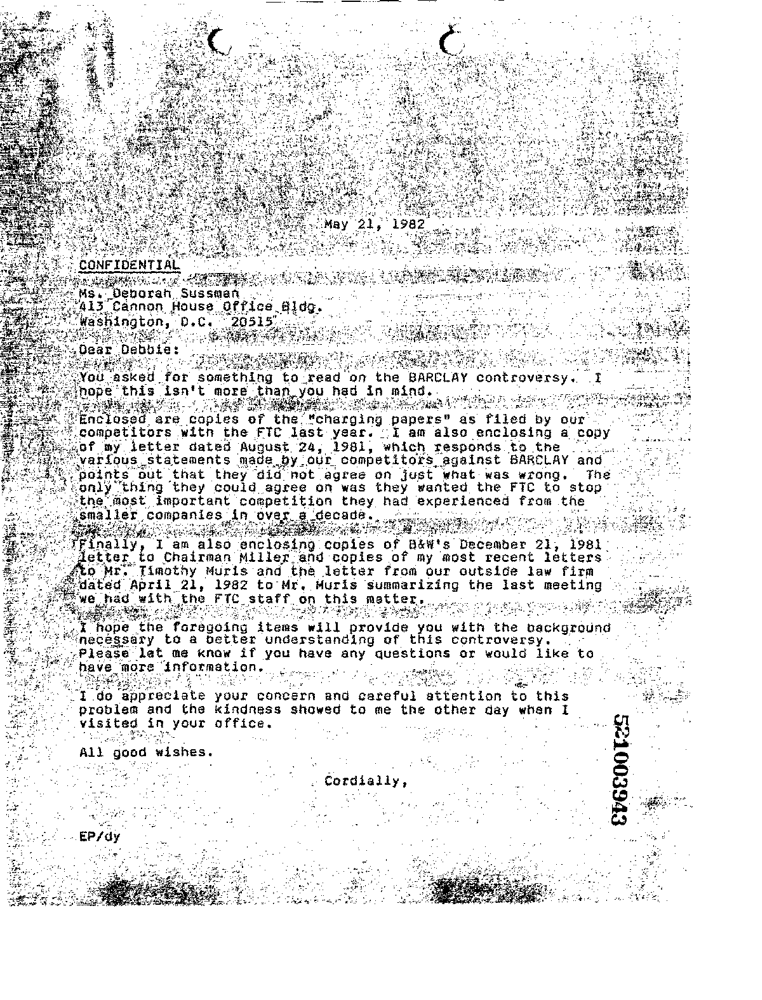 May 21, 1982
CONFIDENTIAL
Ms. Deborah Sussman
413 Cannon House Office Bldg.
Washington, D.C. 20515
Dear Debbie:
You asked for something to read on the BARCLAY controversy. I
hope this isn't more than you had in mind.
Enclosed are copies of the "charging papers" as filed by our
competitors with the FTC last year. I am also enclosing a copy
of my letter dated August 24, 1981, which responds to the
various statements made by our competitors against BARCLAY and
points out that they did not agree on just what was wrong. The
only thing they could agree on was they wanted the FTC to stop
the most important competition they had experienced from the
smaller companies in over a decade.
Finally, I am also enclosing copies of B&W's December 21, 1981
letter to Chairman Miller and copies of my most recent letters
to Mr. Timothy Muris and the letter from our outside law firm
dated April 21, 1982 to Mr. Muris summarizing the last meeting
we had with the FTC staff on this matter.
I hope the foregoing items will provide you with the background
necessary to a better understanding of this controversy.
Please let me know if you have any questions or would like to
have more information.
I do appreciate your concern and careful attention to this
problem and the kindness showed to me the other day when I
visited in your office.
All good wishes.
Cordially,
EP/dy
521003943